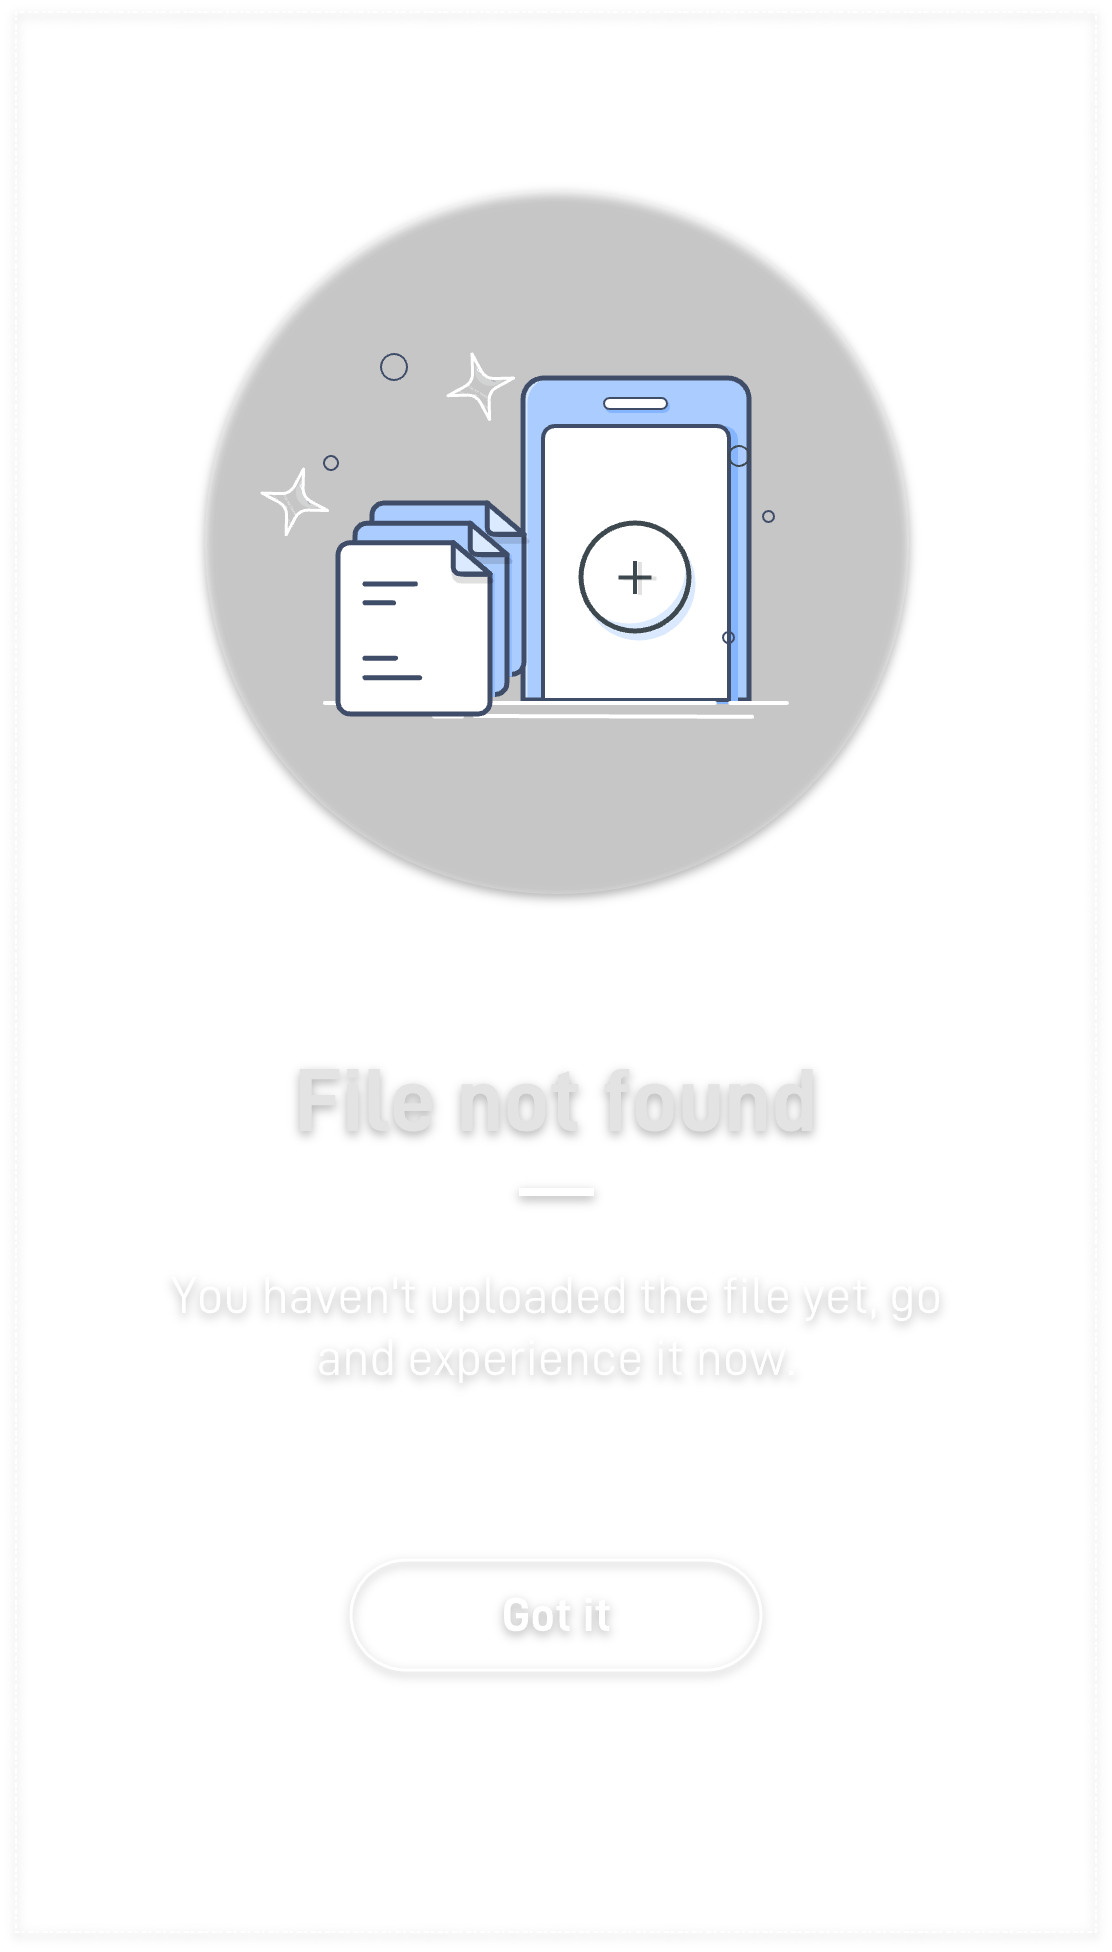 File not found
You haven't uploaded the file yet, go
and experience it now.
Got it